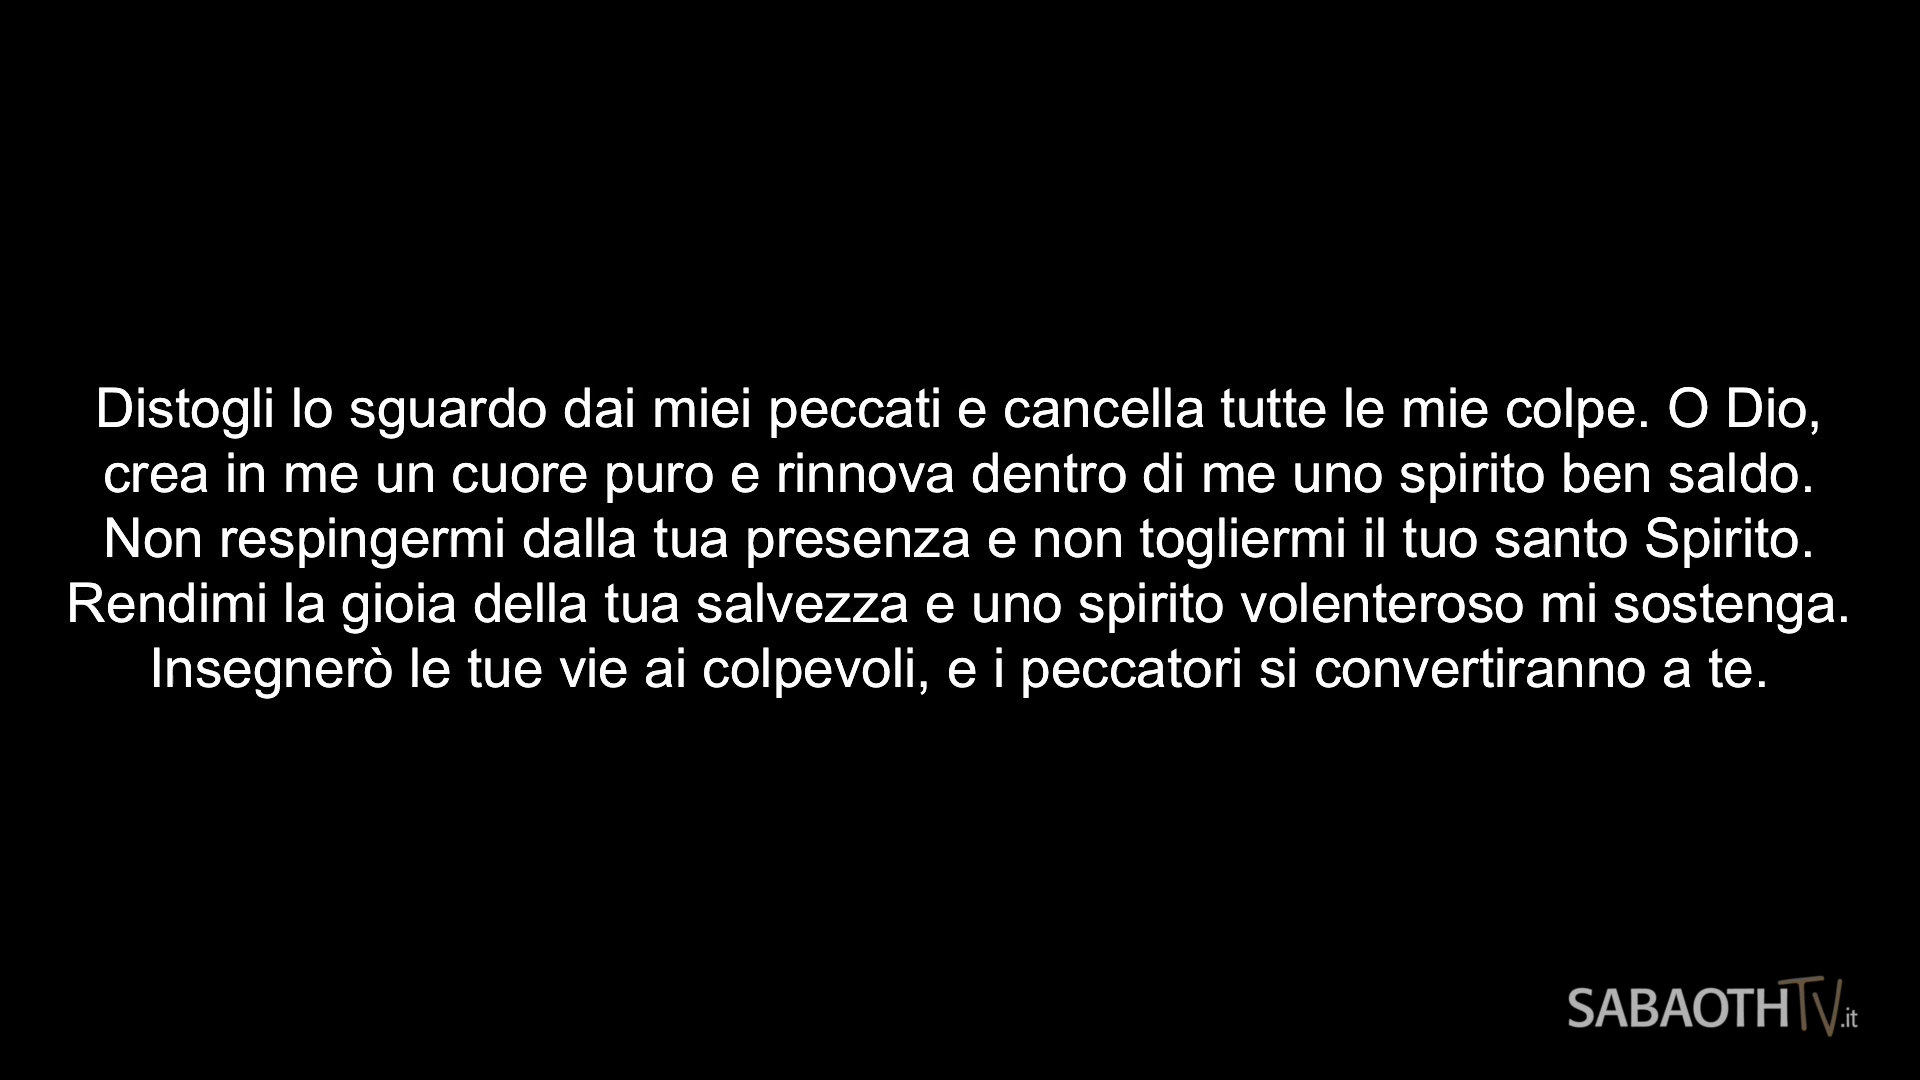 Distogli lo sguardo dai miei peccati e cancella tutte le mie colpe. O Dio,
crea in me un cuore puro e rinnova dentro di me uno spirito ben saldo.
Non respingermi dalla tua presenza e non togliermi il tuo santo Spirito.
Rendimi la gioia della tua salvezza e uno spirito volenteroso mi sostenga.
Insegnerò le tue vie ai colpevoli, e i peccatori si convertiranno a te.
SABAOTHTV.it